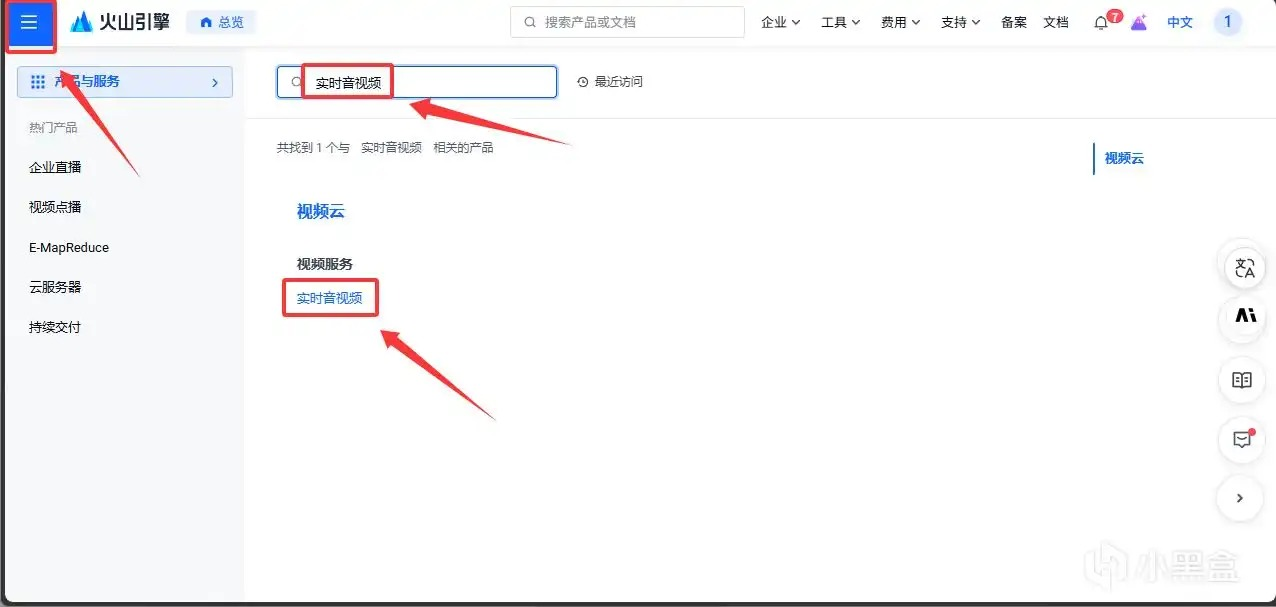 火山引擎 总览 搜索产品或文档 企业 工具 费用 支持 备案 文档 7 中文 1
产品与服务 实时音视频 最近访问
热门产品
共找到 1 个与 实时音视频 相关的产品
视频云
企业直播
视频点播
视频云
E-MapReduce
视频服务
云服务器
实时音视频
持续交付
小黑盒